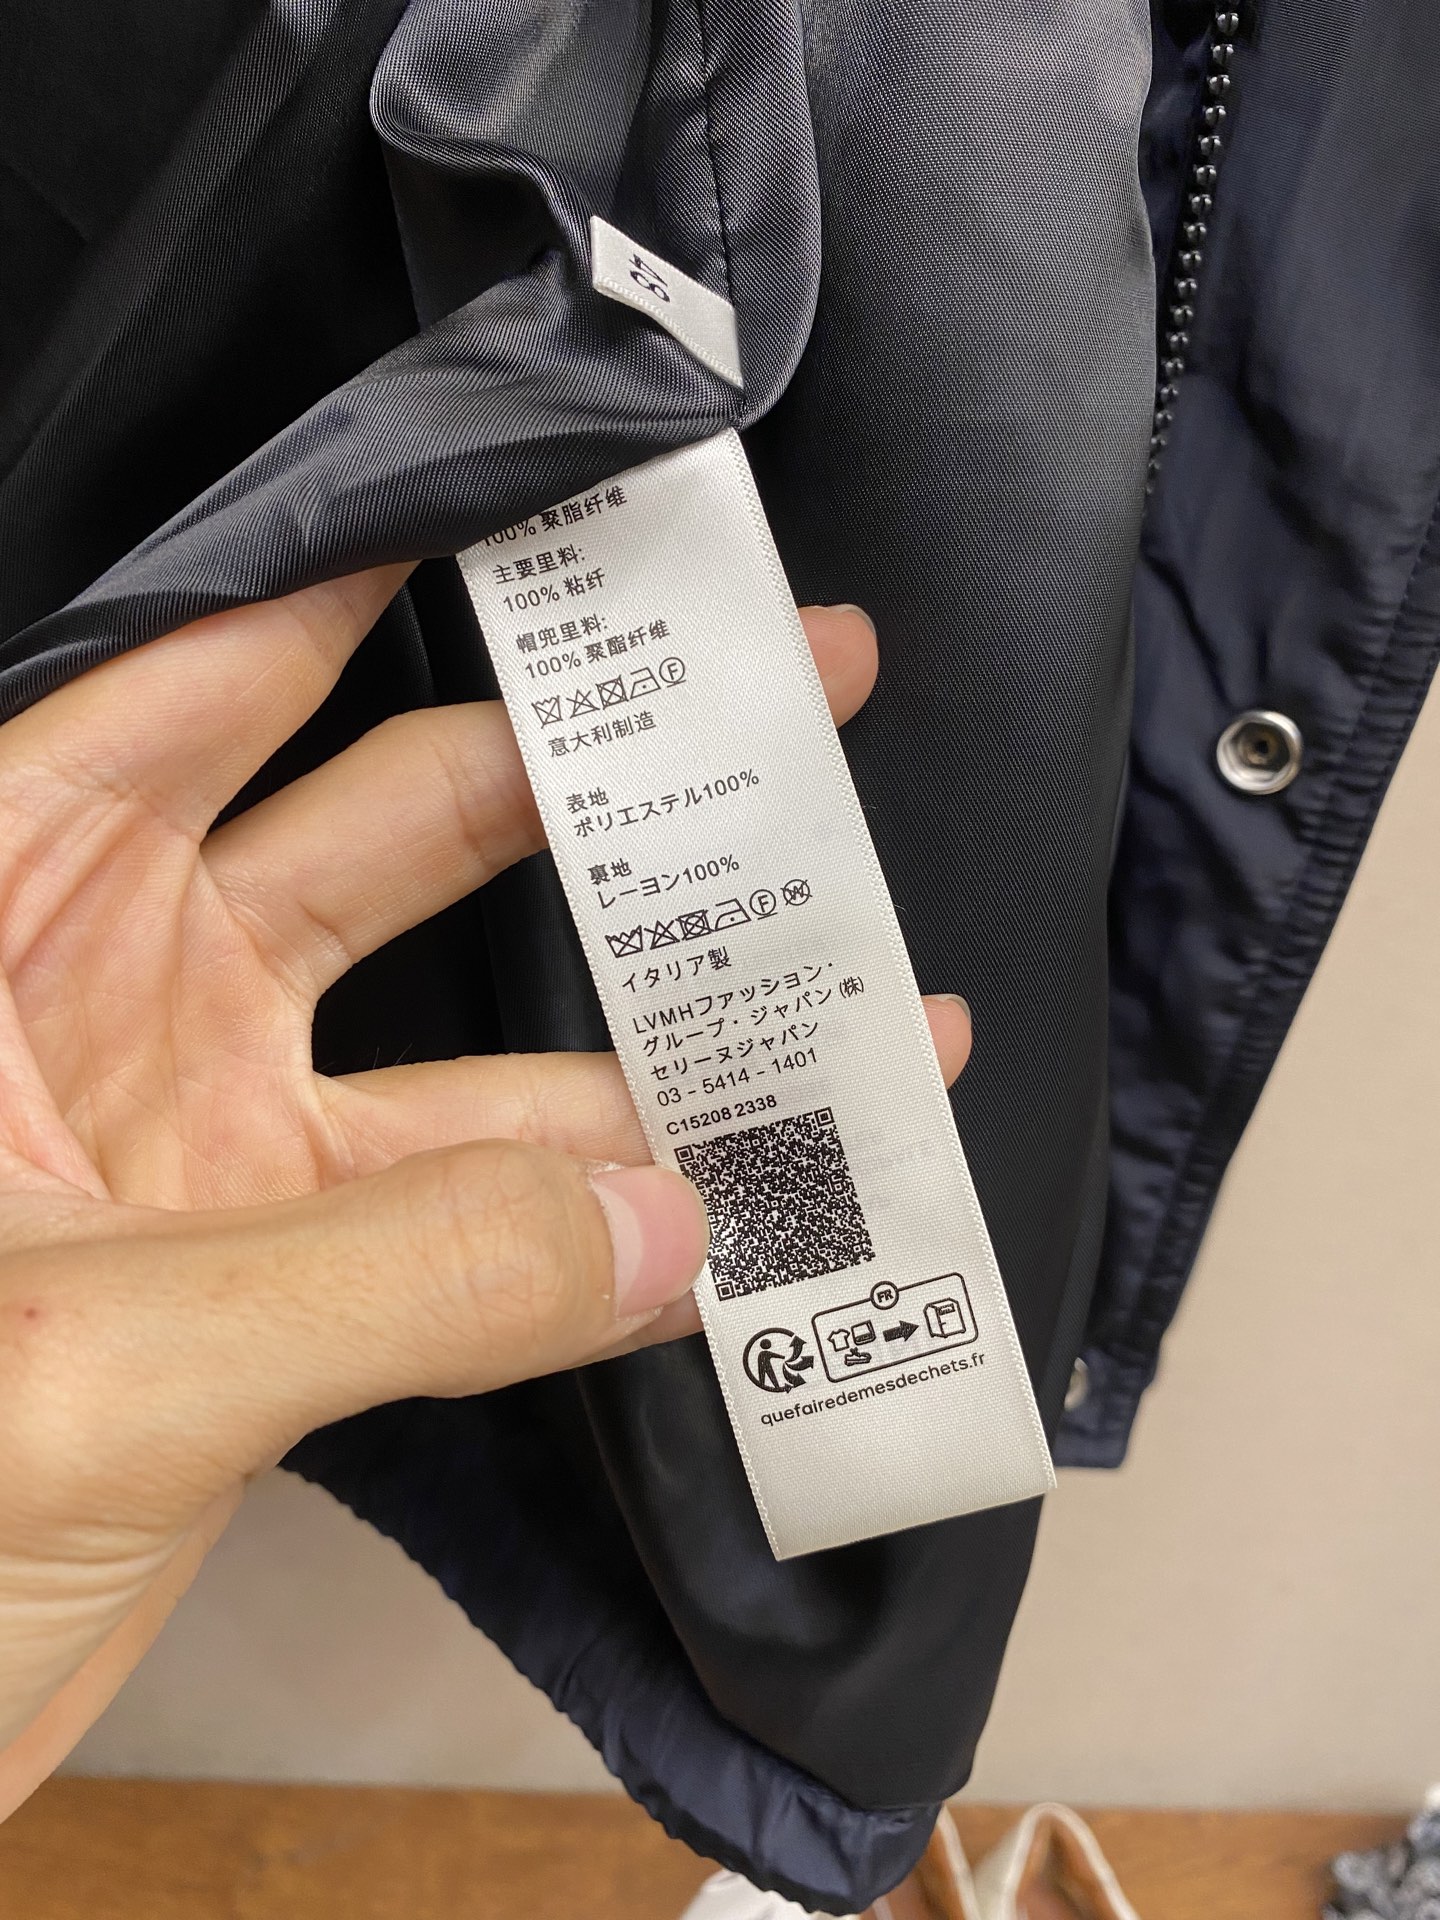 48
100% 聚脂纤维
主要里料:
100% 粘纤
帽兜里料:
100% 聚酯纤维
F
意大利制造
表地
ポリエステル100%
裏地
レーヨン100%
F W
イタリア製
LVMHファッション・
グループ・ジャパン(株)
セリーヌジャパン
03 - 5414 - 1401
C15208 2338
FR
quefairedemesdechets.fr